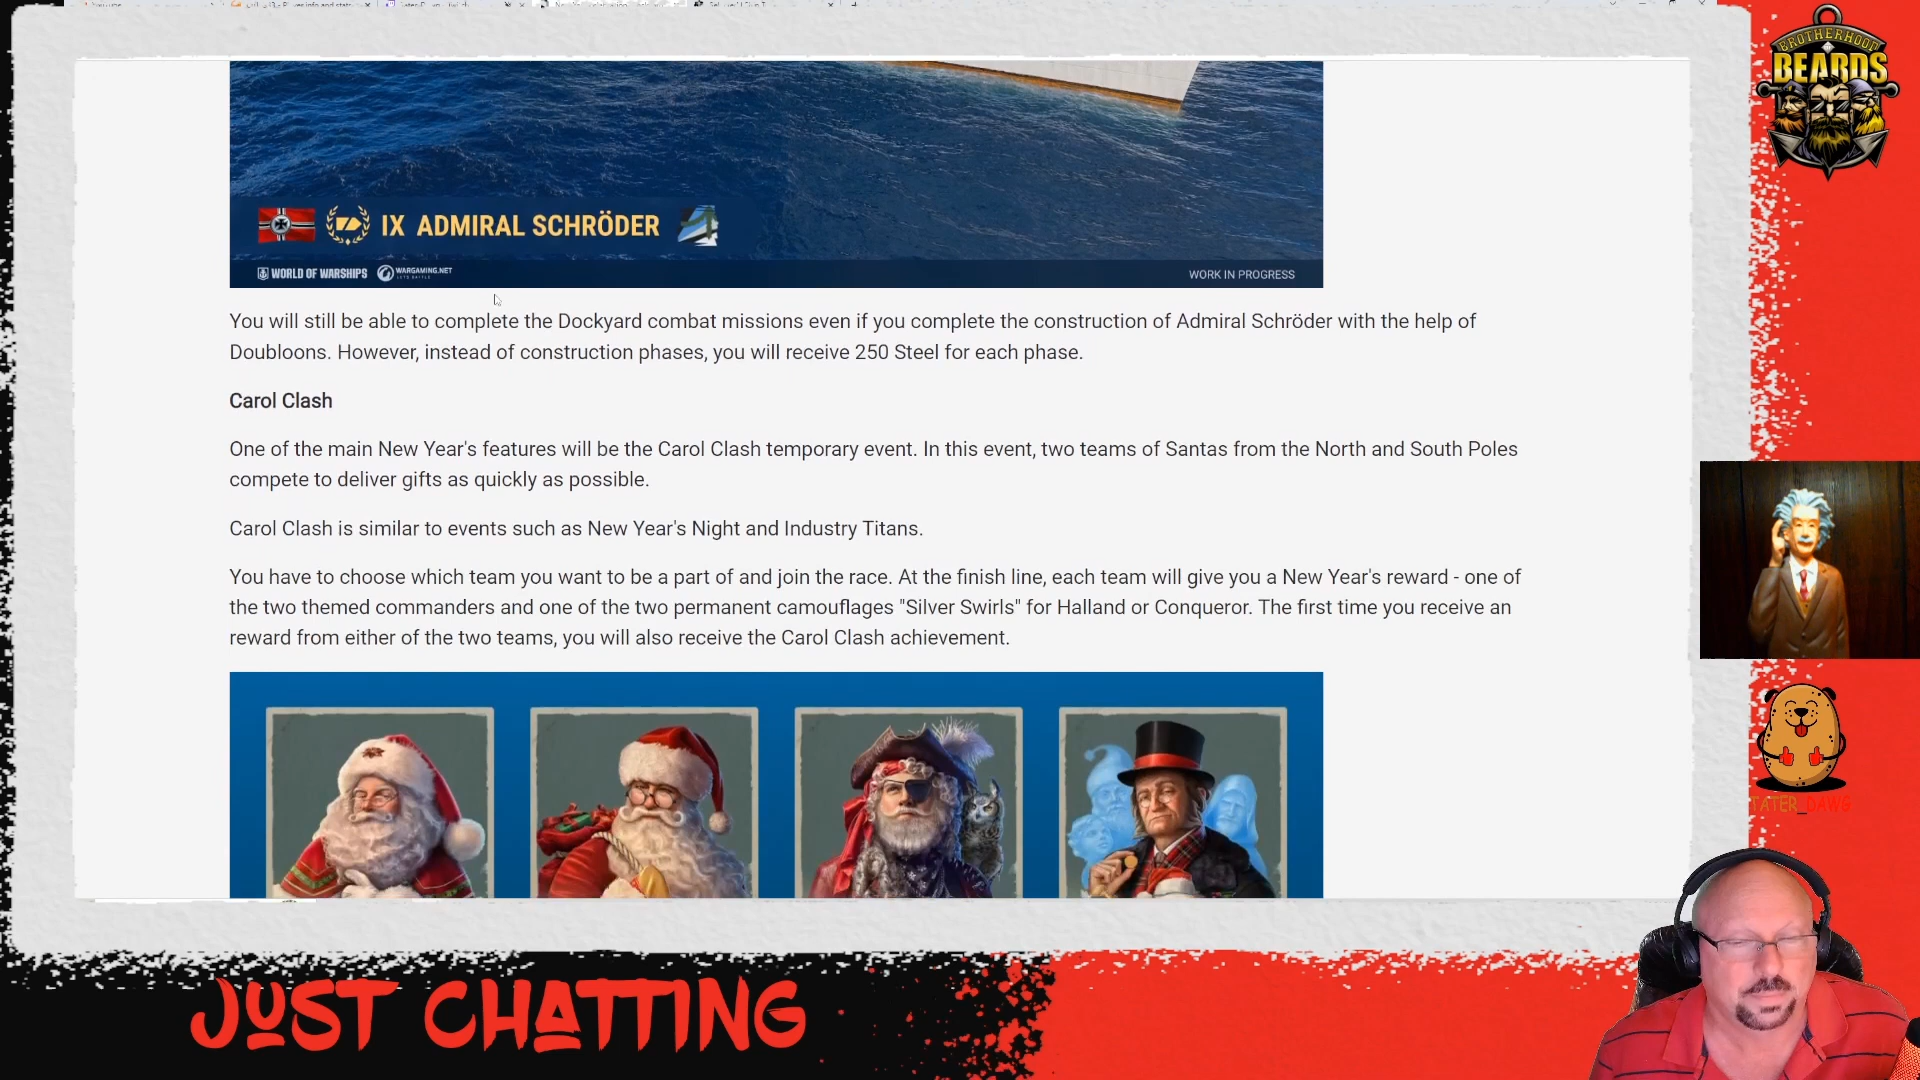 BROTHERHOOD
BEARDS
IX ADMIRAL SCHRÖDER
WORLD OF WARSHIPS WARGAMING.NET
LET'S BATTLE
WORK IN PROGRESS
You will still be able to complete the Dockyard combat missions even if you complete the construction of Admiral Schröder with the help of
Doubloons. However, instead of construction phases, you will receive 250 Steel for each phase.
Carol Clash
One of the main New Year's features will be the Carol Clash temporary event. In this event, two teams of Santas from the North and South Poles
compete to deliver gifts as quickly as possible.
Carol Clash is similar to events such as New Year's Night and Industry Titans.
You have to choose which team you want to be a part of and join the race. At the finish line, each team will give you a New Year's reward - one of
the two themed commanders and one of the two permanent camouflages "Silver Swirls" for Halland or Conqueror. The first time you receive an
reward from either of the two teams, you will also receive the Carol Clash achievement.
TATER_DAWG
JUST CHATTING